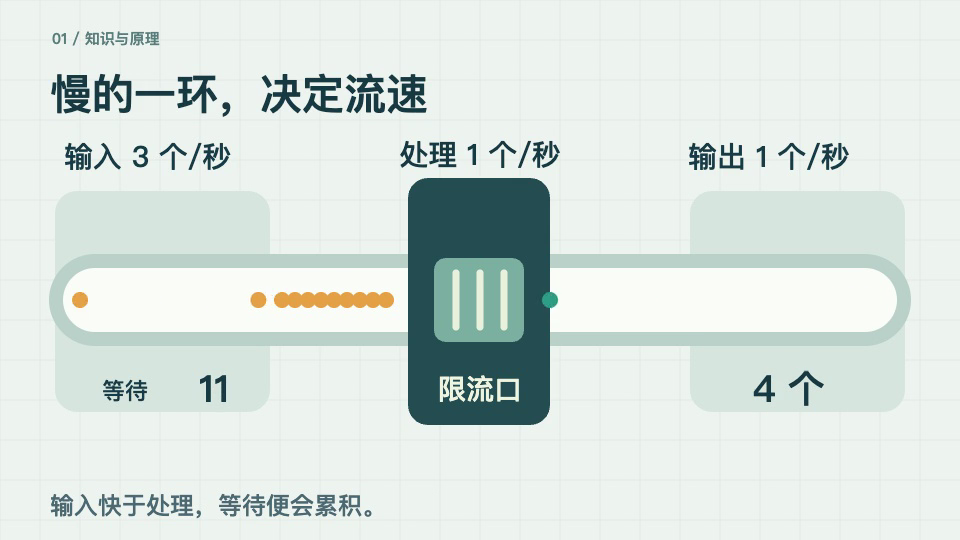 01 / 知识与原理
慢的一环，决定流速
输入 3 个/秒
处理 1 个/秒
输出 1 个/秒
限流口
等待 11
4 个
输入快于处理，等待便会累积。